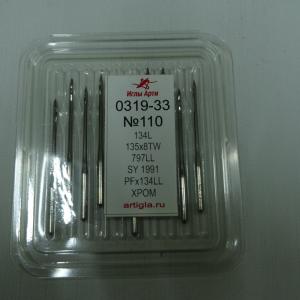 Иглы Арти
0319-33
№110
134L
135x8TW
797LL
SY 1991
PFx134LL
ХРОМ
artigla.ru